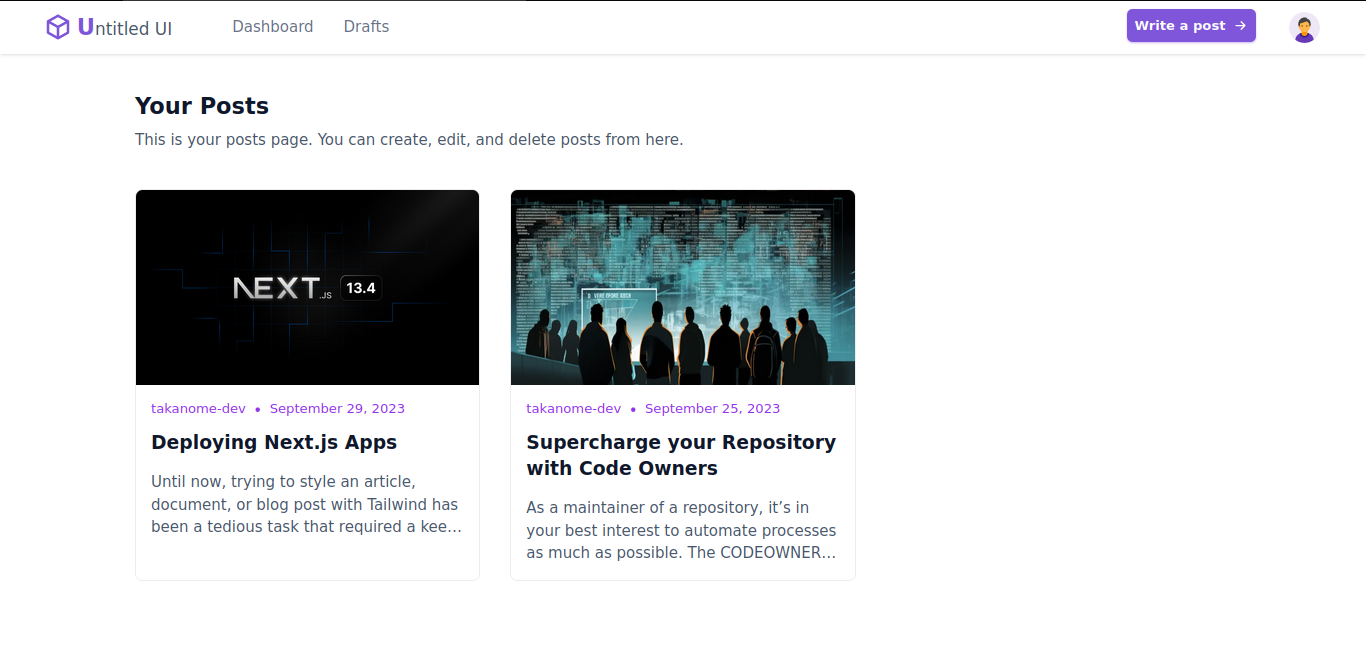 Untitled UI
Dashboard
Drafts
Write a post →
Your Posts
This is your posts page. You can create, edit, and delete posts from here.
NEXT.JS 13.4
takanome-dev • September 29, 2023
Deploying Next.js Apps
Until now, trying to style an article,
document, or blog post with Tailwind has
been a tedious task that required a kee…
takanome-dev • September 25, 2023
Supercharge your Repository
with Code Owners
As a maintainer of a repository, it’s in
your best interest to automate processes
as much as possible. The CODEOWNER…